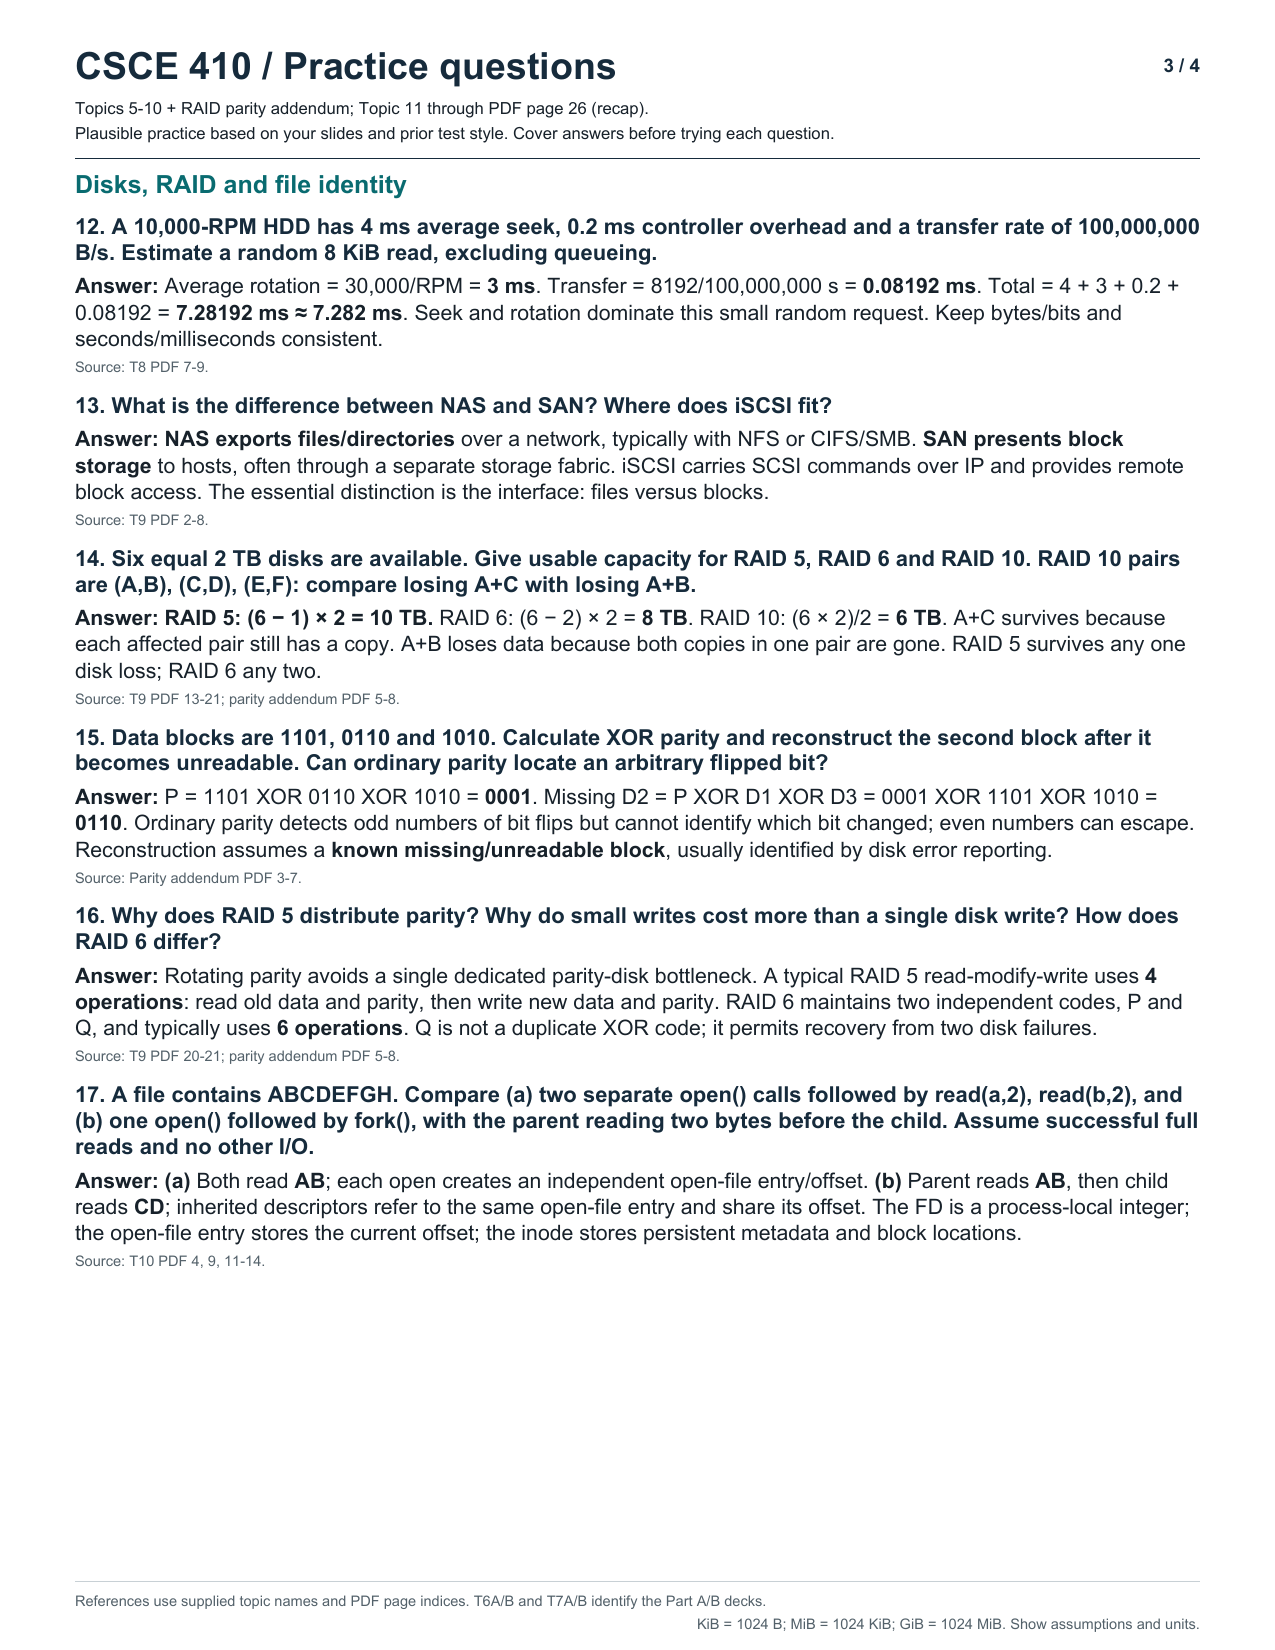 CSCE 410 / Practice questions
3 / 4
Topics 5-10 + RAID parity addendum; Topic 11 through PDF page 26 (recap).
Plausible practice based on your slides and prior test style. Cover answers before trying each question.
Disks, RAID and file identity
12. A 10,000-RPM HDD has 4 ms average seek, 0.2 ms controller overhead and a transfer rate of 100,000,000
B/s. Estimate a random 8 KiB read, excluding queueing.
Answer: Average rotation = 30,000/RPM = 3 ms. Transfer = 8192/100,000,000 s = 0.08192 ms. Total = 4 + 3 + 0.2 +
0.08192 = 7.28192 ms ≈ 7.282 ms. Seek and rotation dominate this small random request. Keep bytes/bits and
seconds/milliseconds consistent.
Source: T8 PDF 7-9.
13. What is the difference between NAS and SAN? Where does iSCSI fit?
Answer: NAS exports files/directories over a network, typically with NFS or CIFS/SMB. SAN presents block
storage to hosts, often through a separate storage fabric. iSCSI carries SCSI commands over IP and provides remote
block access. The essential distinction is the interface: files versus blocks.
Source: T9 PDF 2-8.
14. Six equal 2 TB disks are available. Give usable capacity for RAID 5, RAID 6 and RAID 10. RAID 10 pairs
are (A,B), (C,D), (E,F): compare losing A+C with losing A+B.
Answer: RAID 5: (6 − 1) × 2 = 10 TB. RAID 6: (6 − 2) × 2 = 8 TB. RAID 10: (6 × 2)/2 = 6 TB. A+C survives because
each affected pair still has a copy. A+B loses data because both copies in one pair are gone. RAID 5 survives any one
disk loss; RAID 6 any two.
Source: T9 PDF 13-21; parity addendum PDF 5-8.
15. Data blocks are 1101, 0110 and 1010. Calculate XOR parity and reconstruct the second block after it
becomes unreadable. Can ordinary parity locate an arbitrary flipped bit?
Answer: P = 1101 XOR 0110 XOR 1010 = 0001. Missing D2 = P XOR D1 XOR D3 = 0001 XOR 1101 XOR 1010 =
0110. Ordinary parity detects odd numbers of bit flips but cannot identify which bit changed; even numbers can escape.
Reconstruction assumes a known missing/unreadable block, usually identified by disk error reporting.
Source: Parity addendum PDF 3-7.
16. Why does RAID 5 distribute parity? Why do small writes cost more than a single disk write? How does
RAID 6 differ?
Answer: Rotating parity avoids a single dedicated parity-disk bottleneck. A typical RAID 5 read-modify-write uses 4
operations: read old data and parity, then write new data and parity. RAID 6 maintains two independent codes, P and
Q, and typically uses 6 operations. Q is not a duplicate XOR code; it permits recovery from two disk failures.
Source: T9 PDF 20-21; parity addendum PDF 5-8.
17. A file contains ABCDEFGH. Compare (a) two separate open() calls followed by read(a,2), read(b,2), and
(b) one open() followed by fork(), with the parent reading two bytes before the child. Assume successful full
reads and no other I/O.
Answer: (a) Both read AB; each open creates an independent open-file entry/offset. (b) Parent reads AB, then child
reads CD; inherited descriptors refer to the same open-file entry and share its offset. The FD is a process-local integer;
the open-file entry stores the current offset; the inode stores persistent metadata and block locations.
Source: T10 PDF 4, 9, 11-14.
References use supplied topic names and PDF page indices. T6A/B and T7A/B identify the Part A/B decks.
KiB = 1024 B; MiB = 1024 KiB; GiB = 1024 MiB. Show assumptions and units.